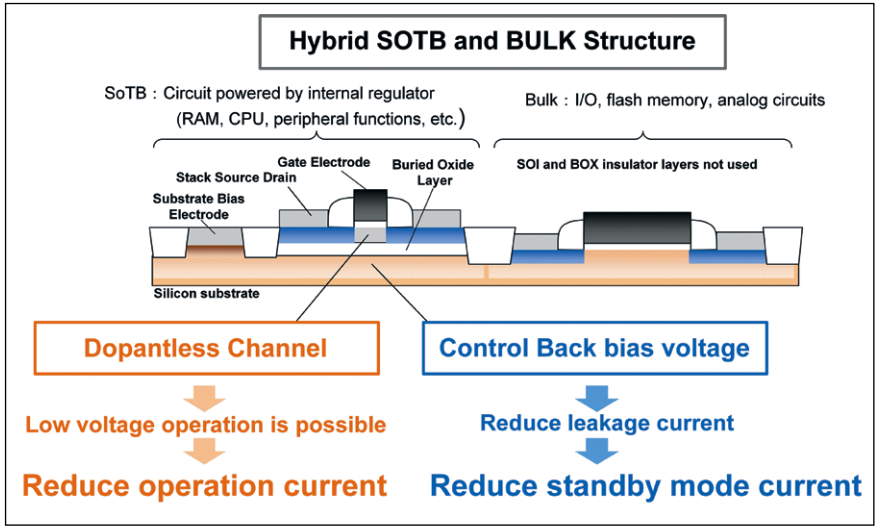 Hybrid SOTB and BULK Structure
SoTB : Circuit powered by internal regulator
(RAM, CPU, peripheral functions, etc.)
Bulk : I/O, flash memory, analog circuits
Gate Electrode
Stack Source Drain
Buried Oxide
Layer
SOI and BOX insulator layers not used
Substrate Bias
Electrode
Silicon substrate
Dopantless Channel
Control Back bias voltage
Low voltage operation is possible
Reduce leakage current
Reduce operation current
Reduce standby mode current